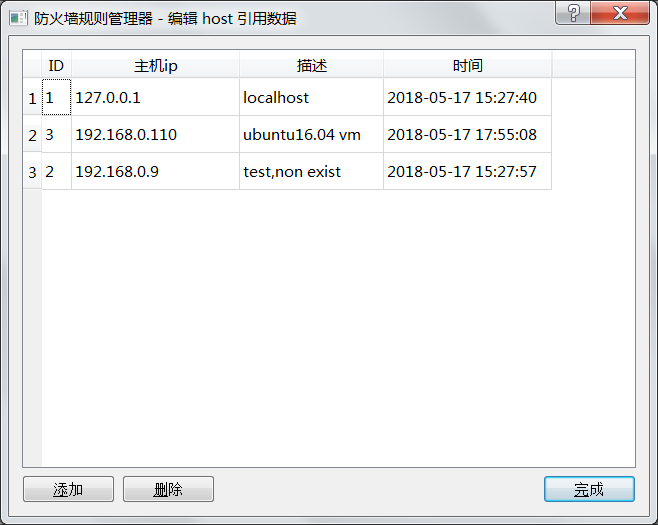 防火墙规则管理器 - 编辑 host 引用数据
ID 主机ip 描述 时间
1 1 127.0.0.1 localhost 2018-05-17 15:27:40
2 3 192.168.0.110 ubuntu16.04 vm 2018-05-17 17:55:08
3 2 192.168.0.9 test,non exist 2018-05-17 15:27:57
添加 删除 完成